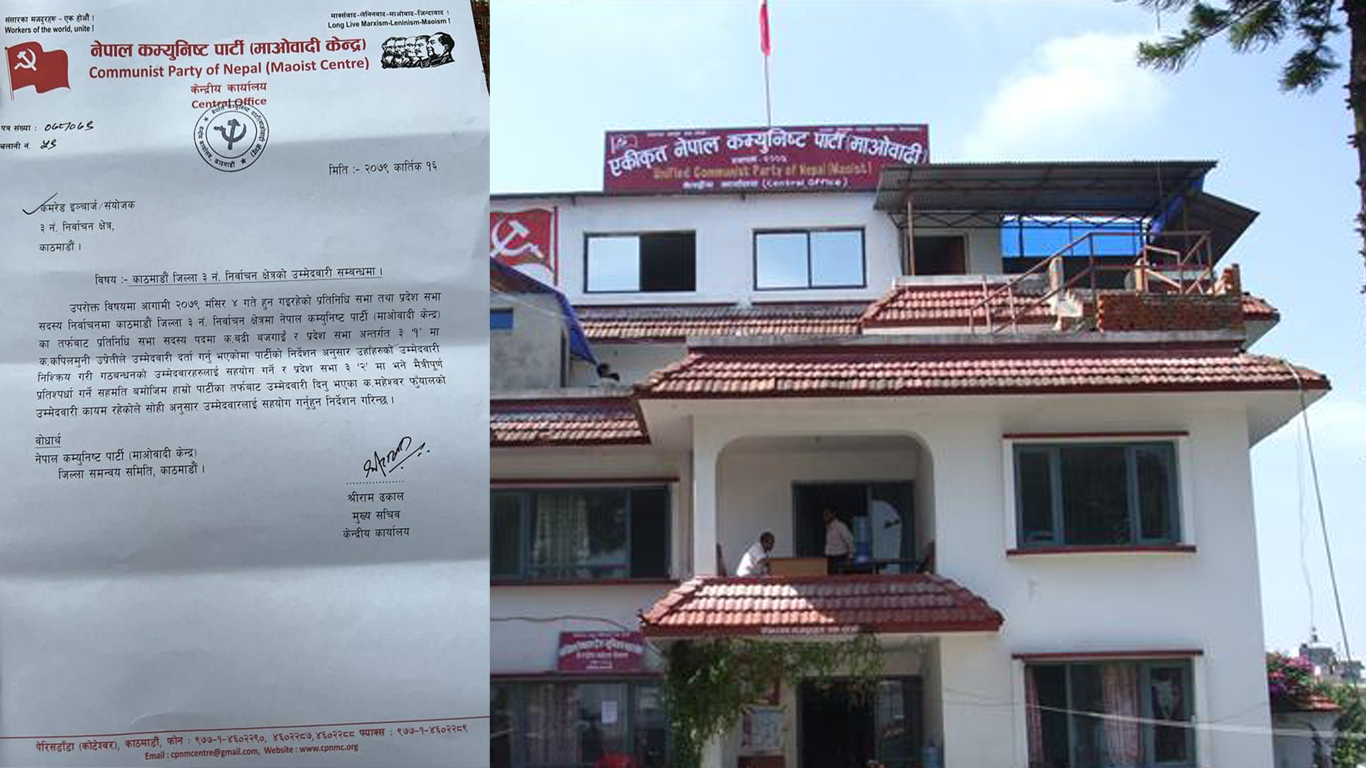 संसारका मजदुरहरु - एक होऔं !
Workers of the world, unite !
मार्क्सवाद-लेनिनवाद-माओवाद-जिन्दाबाद !
Long Live Marxism-Leninism-Maoism !
नेपाल कम्युनिष्ट पार्टी (माओवादी केन्द्र)
Communist Party of Nepal (Maoist Centre)
केन्द्रीय कार्यालय
Central Office
पत्र संख्या :
चलानी नं.
मिति :- २०७९ कार्तिक १६
कमरेड इञ्चार्ज/संयोजक
३ नं. निर्वाचन क्षेत्र,
काठमाडौं ।
विषय :- काठमाडौं जिल्ला ३ नं. निर्वाचन क्षेत्रको उम्मेदवारी सम्बन्धमा ।
उपरोक्त विषयमा आगामी २०७९ मंसिर ४ गते हुन गइरहेको प्रतिनिधि सभा तथा प्रदेश सभा
सदस्य निर्वाचनमा काठमाडौं जिल्ला ३ नं. निर्वाचन क्षेत्रमा नेपाल कम्युनिष्ट पार्टी (माओवादी केन्द्र)
का तर्फबाट प्रतिनिधि सभा सदस्य पदमा क.बद्री बजगाईं र प्रदेश सभा अन्तर्गत ३ '१' मा
क.कपिलमुनी उप्रेतीले उम्मेदवारी दर्ता गर्नु भएकोमा पार्टीको निर्देशन अनुसार उहाँहरुको उम्मेदवारी
निश्क्रिय गरी गठबन्धनको उम्मेदवारहरुलाई सहयोग गर्ने र प्रदेश सभा ३ '२' मा भने मैत्रीपूर्ण
प्रतिश्पर्धा गर्ने सहमति बमोजिम हाम्रो पार्टीका तर्फबाट उम्मेदवारी दिनु भएका क.महेश्वर फुँयालको
उम्मेदवारी कायम रहेकोले सोही अनुसार उम्मेदवारलाई सहयोग गर्नुहुन निर्देशन गरिन्छ ।
वोधार्थ
नेपाल कम्युनिष्ट पार्टी (माओवादी केन्द्र)
जिल्ला समन्वय समिति, काठमाडौं ।
श्रीराम ढकाल
मुख्य सचिव
केन्द्रीय कार्यालय
पेरिसडाँडा (कोटेश्वर), काठमाडौं, फोन : ९७७-१-४६०२२९०, ४६०२२८७,४६०२२८८ फ्याक्स : ९७७-१-४६०२२८९
Email : cpnmcentre@gmail.com, Website : www.cpnmc.org
एकीकृत नेपाल कम्युनिष्ट पार्टी (माओवादी)
Unified Communist Party of Nepal (Maoist)
केन्द्रीय कार्यालय (Central Office)